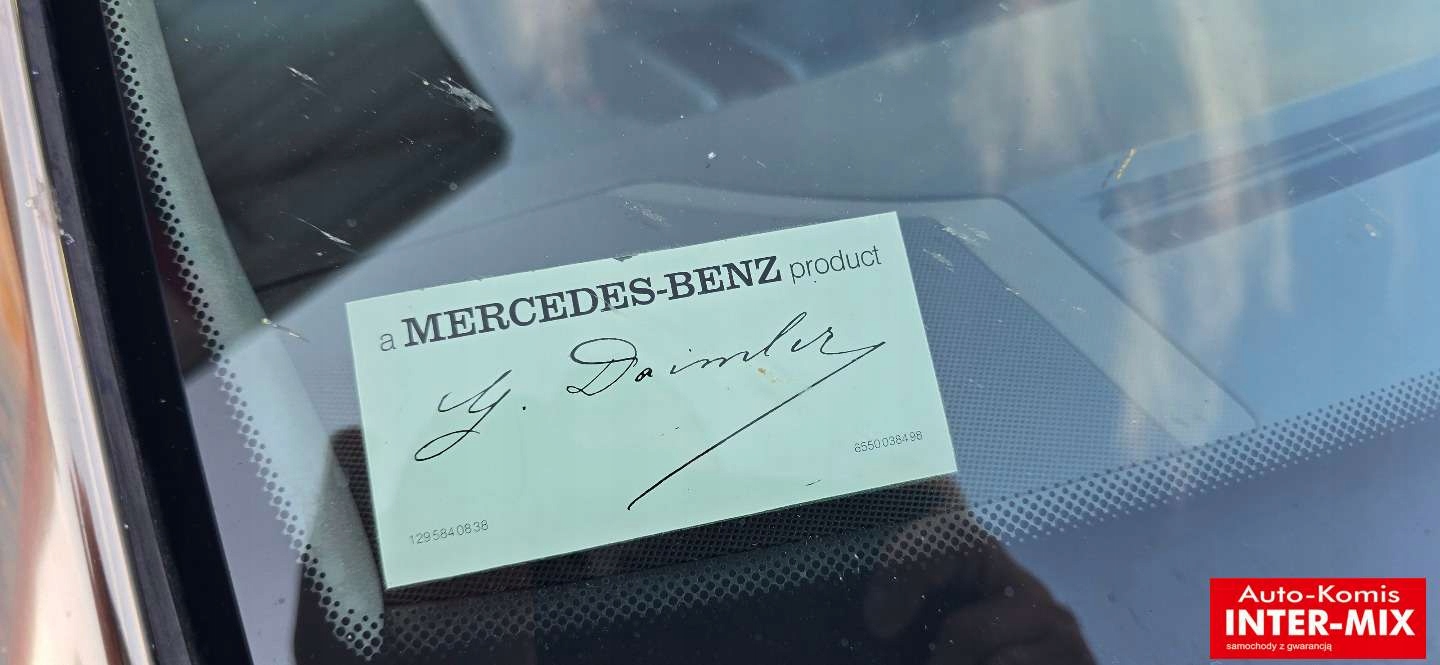 a MERCEDES-BENZ product
G. Daimler
6550038498
1295840838
Auto-Komis
INTER-MIX
samochody z gwarancją